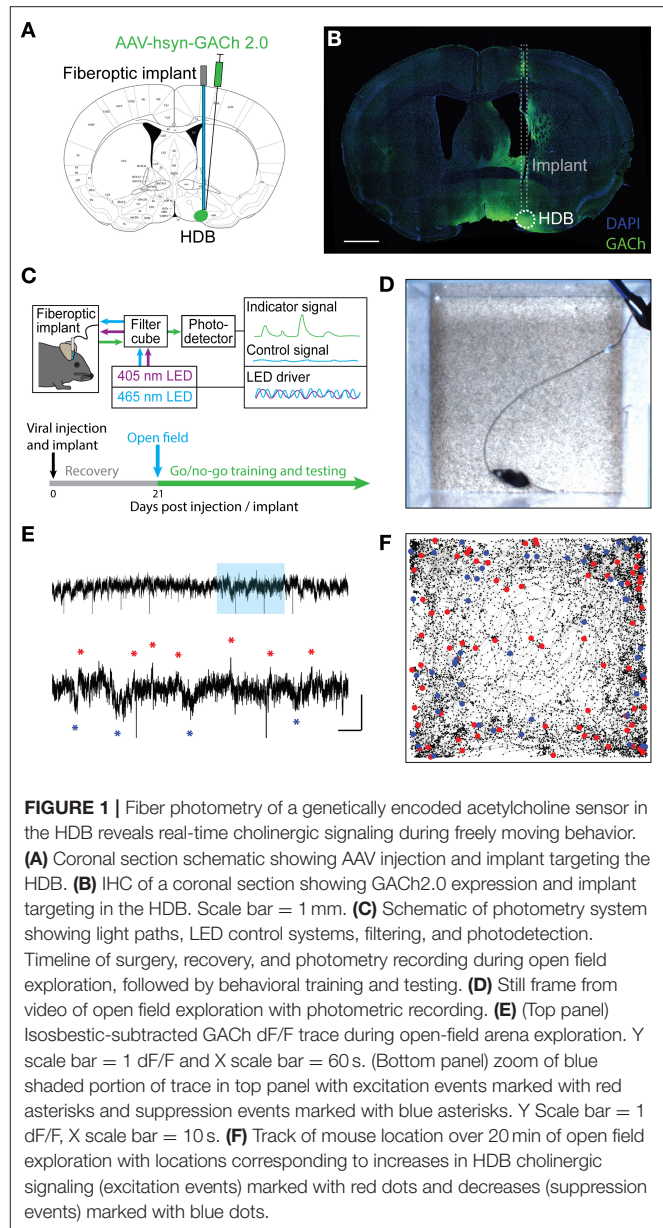 A
AAV-hsyn-GACh 2.0
Fiberoptic implant
HDB
B
Implant
HDB
DAPI
GACh
C
Fiberoptic
implant
Filter
cube
Photo-
detector
Indicator signal
Control signal
LED driver
405 nm LED
465 nm LED
Viral injection
and implant
Open field
Recovery
Go/no-go training and testing
0
21
Days post injection / implant
D
E
* * * * * * *
* * * *
F
FIGURE 1 | Fiber photometry of a genetically encoded acetylcholine sensor in
the HDB reveals real-time cholinergic signaling during freely moving behavior.
(A) Coronal section schematic showing AAV injection and implant targeting the
HDB. (B) IHC of a coronal section showing GACh2.0 expression and implant
targeting in the HDB. Scale bar = 1 mm. (C) Schematic of photometry system
showing light paths, LED control systems, filtering, and photodetection.
Timeline of surgery, recovery, and photometry recording during open field
exploration, followed by behavioral training and testing. (D) Still frame from
video of open field exploration with photometric recording. (E) (Top panel)
Isosbestic-subtracted GACh dF/F trace during open-field arena exploration. Y
scale bar = 1 dF/F and X scale bar = 60 s. (Bottom panel) zoom of blue
shaded portion of trace in top panel with excitation events marked with red
asterisks and suppression events marked with blue asterisks. Y Scale bar = 1
dF/F, X scale bar = 10 s. (F) Track of mouse location over 20 min of open field
exploration with locations corresponding to increases in HDB cholinergic
signaling (excitation events) marked with red dots and decreases (suppression
events) marked with blue dots.